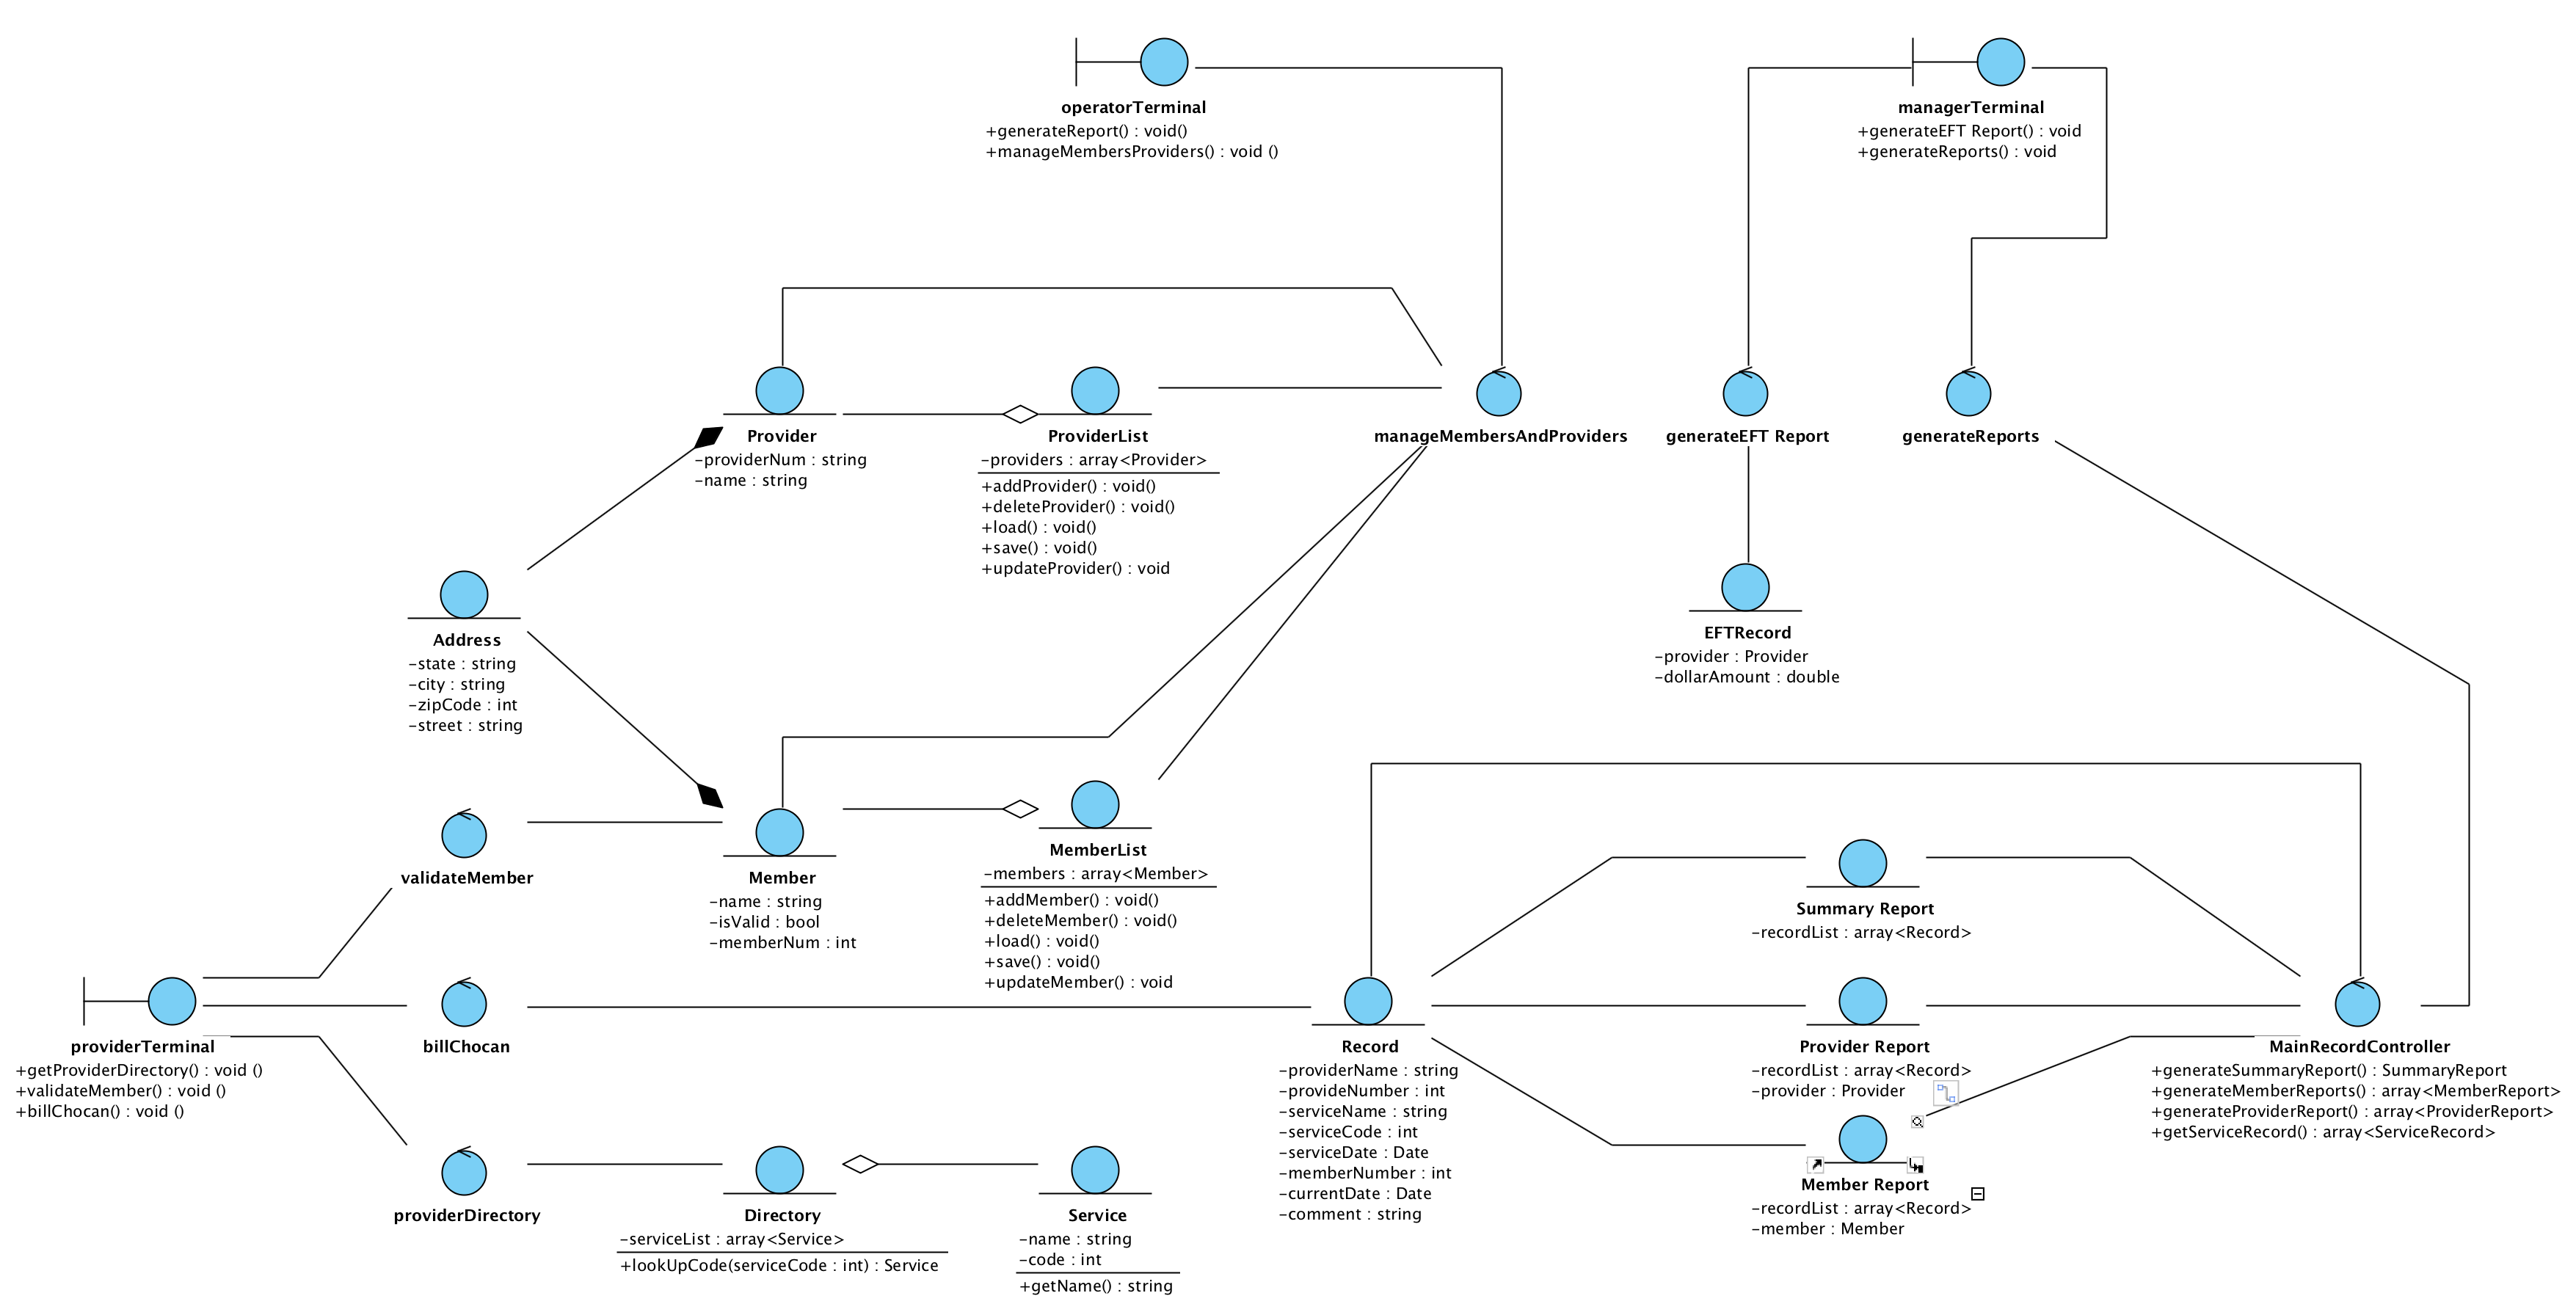 operatorTerminal
+generateReport() : void()
+manageMembersProviders() : void ()
managerTerminal
+generateEFT Report() : void
+generateReports() : void
Provider
-providerNum : string
-name : string
ProviderList
-providers : array<Provider>
+addProvider() : void()
+deleteProvider() : void()
+load() : void()
+save() : void()
+updateProvider() : void
manageMembersAndProviders
generateEFT Report
generateReports
Address
-state : string
-city : string
-zipCode : int
-street : string
EFTRecord
-provider : Provider
-dollarAmount : double
validateMember
Member
-name : string
-isValid : bool
-memberNum : int
MemberList
-members : array<Member>
+addMember() : void()
+deleteMember() : void()
+load() : void()
+save() : void()
+updateMember() : void
Summary Report
-recordList : array<Record>
providerTerminal
+getProviderDirectory() : void ()
+validateMember() : void ()
+billChocan() : void ()
billChocan
Record
-providerName : string
-provideNumber : int
-serviceName : string
-serviceCode : int
-serviceDate : Date
-memberNumber : int
-currentDate : Date
-comment : string
Provider Report
-recordList : array<Record>
-provider : Provider
MainRecordController
+generateSummaryReport() : SummaryReport
+generateMemberReports() : array<MemberReport>
+generateProviderReport() : array<ProviderReport>
+getServiceRecord() : array<ServiceRecord>
Member Report
-recordList : array<Record>
-member : Member
providerDirectory
Directory
-serviceList : array<Service>
+lookUpCode(serviceCode : int) : Service
Service
-name : string
-code : int
+getName() : string